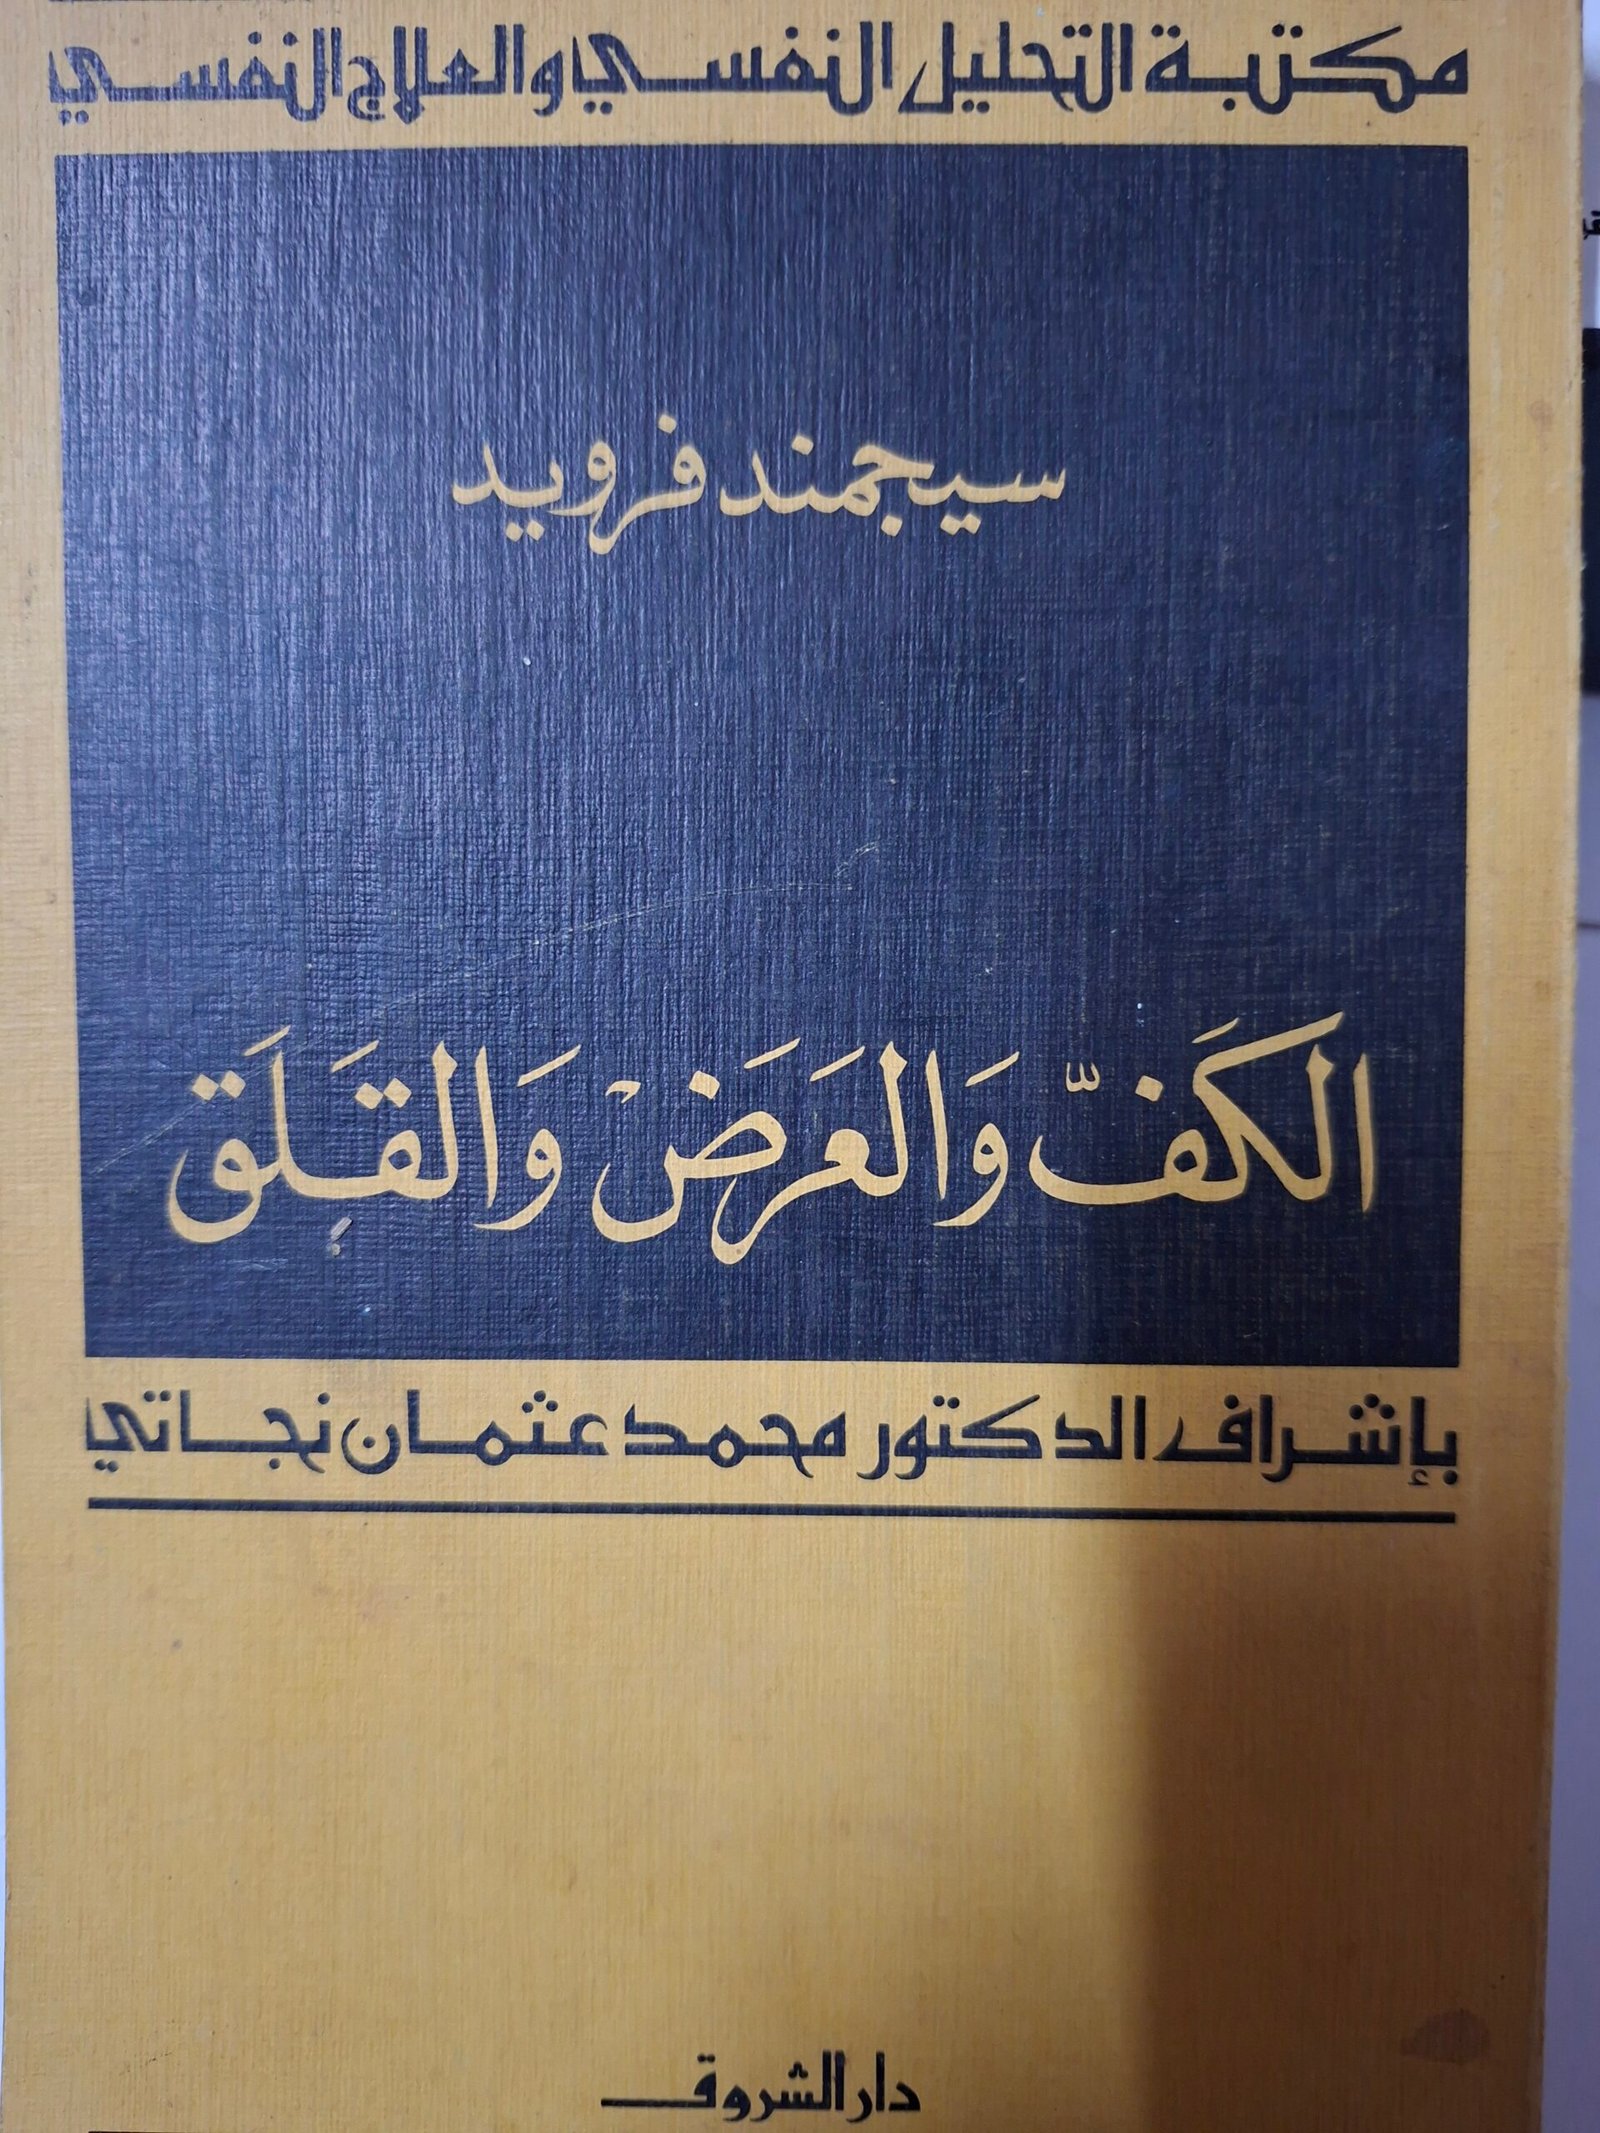 مكتبة التحليل النفسي والعلاج النفسي
سيجمند فرويد
الكَفّ وَالعَرَضْ وَالقَلَق
بإشراف الدكتور محمد عثمان نجاتي
دار الشروق